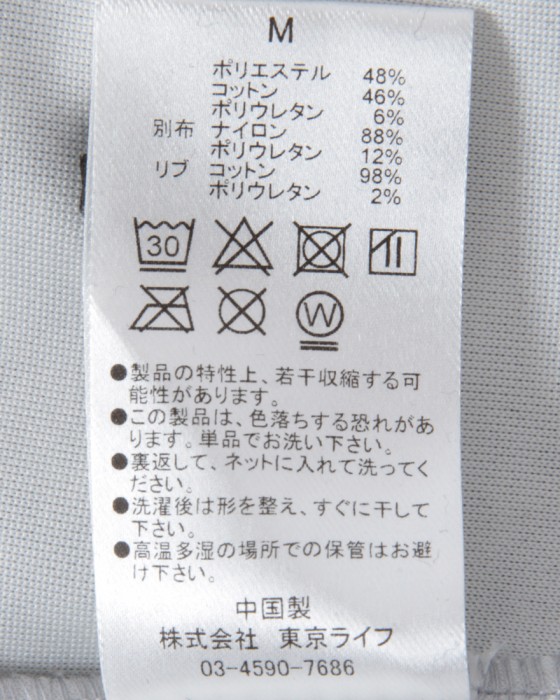 M
ポリエステル 48%
コットン 46%
ポリウレタン 6%
別布 ナイロン 88%
ポリウレタン 12%
リブ コットン 98%
ポリウレタン 2%
30
W
●製品の特性上、若干収縮する可
能性があります。
●この製品は、色落ちする恐れがあ
ります。単品でお洗い下さい。
●裏返して、ネットに入れて洗ってく
ださい。
●洗濯後は形を整え、すぐに干して
下さい。
●高温多湿の場所での保管はお避
け下さい。
中国製
株式会社 東京ライフ
03-4590-7686